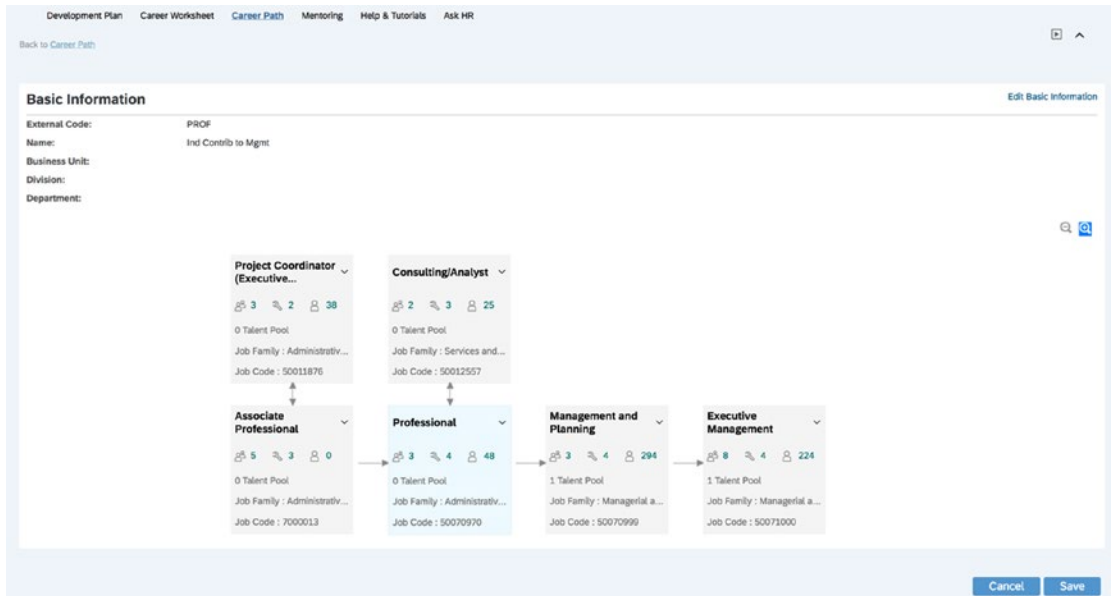 Development Plan Career Worksheet Career Path Mentoring Help & Tutorials Ask HR
Back to Career Path
Basic Information
Edit Basic Information
External Code: PROF
Name: Ind Contrib to Mgmt
Business Unit:
Division:
Department:
Project Coordinator
(Executive...
3 2 38
0 Talent Pool
Job Family : Administrativ...
Job Code : 50011876
Consulting/Analyst
2 3 25
0 Talent Pool
Job Family : Services and...
Job Code : 50012557
Associate
Professional
5 3 0
0 Talent Pool
Job Family : Administrativ...
Job Code : 7000013
Professional
3 4 48
0 Talent Pool
Job Family : Administrativ...
Job Code : 50070970
Management and
Planning
3 4 294
1 Talent Pool
Job Family : Managerial a...
Job Code : 50070999
Executive
Management
8 4 224
1 Talent Pool
Job Family : Managerial a...
Job Code : 50071000
Cancel Save